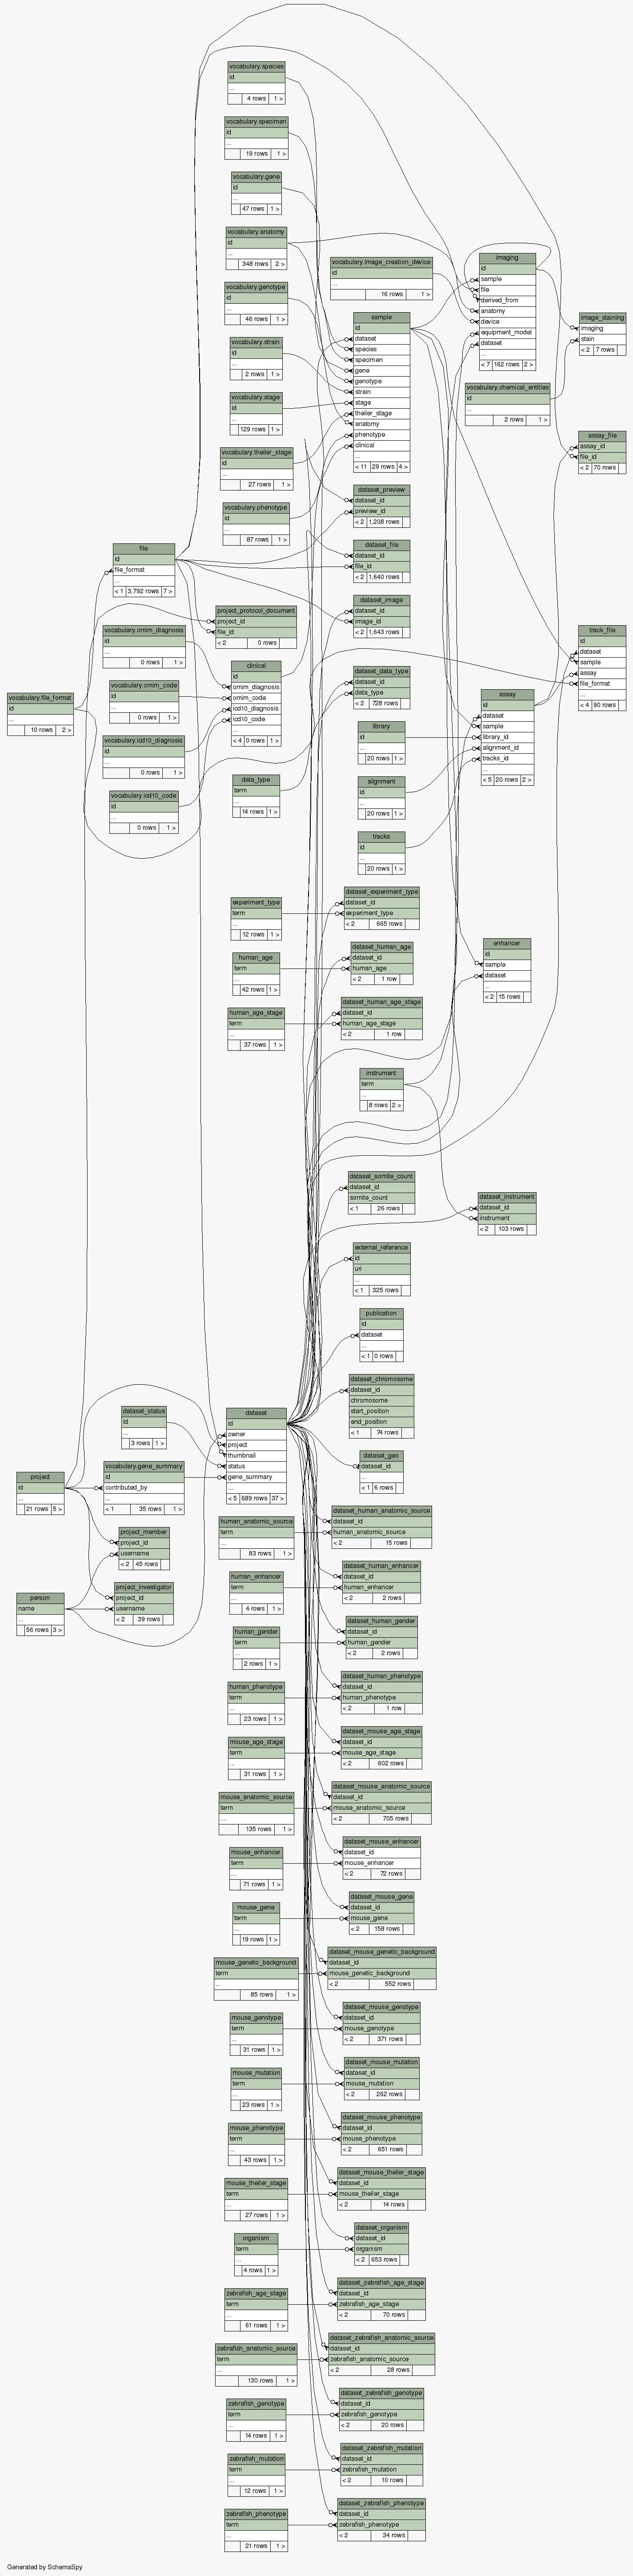 vocabulary.species
id
...
4 rows 1 >
vocabulary.specimen
id
...
19 rows 1 >
vocabulary.gene
id
...
47 rows 1 >
vocabulary.anatomy
id
...
348 rows 2 >
vocabulary.genotype
id
...
46 rows 1 >
vocabulary.strain
id
...
2 rows 1 >
vocabulary.stage
id
...
129 rows 1 >
vocabulary.theiler_stage
id
...
27 rows 1 >
vocabulary.phenotype
id
...
87 rows 1 >
vocabulary.image_creation_device
id
...
16 rows 1 >
sample
id
dataset
species
specimen
gene
genotype
strain
stage
theiler_stage
anatomy
phenotype
clinical
...
< 11 29 rows 4 >
imaging
id
sample
file
derived_from
anatomy
device
equipment_model
dataset
...
< 7 162 rows 2 >
image_staining
imaging
stain
< 2 7 rows
vocabulary.chemical_entities
id
...
2 rows 1 >
assay_file
assay_id
file_id
< 2 70 rows
dataset_preview
dataset_id
preview_id
< 2 1,208 rows
dataset_file
dataset_id
file_id
< 2 1,640 rows
dataset_image
dataset_id
image_id
< 2 1,643 rows
file
id
file_format
...
< 1 3,792 rows 7 >
project_protocol_document
project_id
file_id
< 2 0 rows
vocabulary.omim_diagnosis
id
...
0 rows 1 >
vocabulary.omim_code
id
...
0 rows 1 >
vocabulary.icd10_diagnosis
id
...
0 rows 1 >
vocabulary.icd10_code
id
...
0 rows 1 >
vocabulary.file_format
id
...
10 rows 2 >
clinical
id
omim_diagnosis
omim_code
icd10_diagnosis
icd10_code
...
< 4 0 rows 1 >
track_file
id
dataset
sample
assay
file_format
...
< 4 90 rows
dataset_data_type
dataset_id
data_type
< 2 728 rows
assay
id
dataset
sample
library_id
alignment_id
tracks_id
...
< 5 20 rows 2 >
library
id
...
20 rows 1 >
data_type
term
...
14 rows 1 >
alignment
id
...
20 rows 1 >
tracks
id
...
20 rows 1 >
experiment_type
term
...
12 rows 1 >
dataset_experiment_type
dataset_id
experiment_type
< 2 665 rows
human_age
term
...
42 rows 1 >
dataset_human_age
dataset_id
human_age
< 2 1 row
enhancer
id
sample
dataset
...
< 2 15 rows
human_age_stage
term
...
37 rows 1 >
dataset_human_age_stage
dataset_id
human_age_stage
< 2 1 row
instrument
term
...
8 rows 2 >
dataset_somite_count
dataset_id
somite_count
< 1 26 rows
dataset_instrument
dataset_id
instrument
< 2 103 rows
external_reference
id
url
...
< 1 325 rows
publication
id
dataset
...
< 1 0 rows
dataset_chromosome
dataset_id
chromosome
start_position
end_position
< 1 74 rows
dataset_status
id
...
3 rows 1 >
dataset
id
owner
project
thumbnail
status
gene_summary
...
< 5 689 rows 37 >
dataset_geo
dataset_id
...
< 1 6 rows
project
id
...
21 rows 5 >
vocabulary.gene_summary
id
contributed_by
...
< 1 35 rows 1 >
project_member
project_id
username
< 2 45 rows
person
name
...
56 rows 3 >
project_investigator
project_id
username
< 2 39 rows
human_anatomic_source
term
...
83 rows 1 >
dataset_human_anatomic_source
dataset_id
human_anatomic_source
< 2 15 rows
human_enhancer
term
...
4 rows 1 >
dataset_human_enhancer
dataset_id
human_enhancer
< 2 2 rows
human_gender
term
...
2 rows 1 >
dataset_human_gender
dataset_id
human_gender
< 2 2 rows
human_phenotype
term
...
23 rows 1 >
dataset_human_phenotype
dataset_id
human_phenotype
< 2 1 row
mouse_age_stage
term
...
31 rows 1 >
dataset_mouse_age_stage
dataset_id
mouse_age_stage
< 2 602 rows
mouse_anatomic_source
term
...
135 rows 1 >
dataset_mouse_anatomic_source
dataset_id
mouse_anatomic_source
< 2 705 rows
mouse_enhancer
term
...
71 rows 1 >
dataset_mouse_enhancer
dataset_id
mouse_enhancer
< 2 72 rows
mouse_gene
term
...
19 rows 1 >
dataset_mouse_gene
dataset_id
mouse_gene
< 2 158 rows
mouse_genetic_background
term
...
85 rows 1 >
dataset_mouse_genetic_background
dataset_id
mouse_genetic_background
< 2 552 rows
mouse_genotype
term
...
31 rows 1 >
dataset_mouse_genotype
dataset_id
mouse_genotype
< 2 371 rows
mouse_mutation
term
...
23 rows 1 >
dataset_mouse_mutation
dataset_id
mouse_mutation
< 2 262 rows
mouse_phenotype
term
...
43 rows 1 >
dataset_mouse_phenotype
dataset_id
mouse_phenotype
< 2 651 rows
mouse_theiler_stage
term
...
27 rows 1 >
dataset_mouse_theiler_stage
dataset_id
mouse_theiler_stage
< 2 14 rows
organism
term
...
4 rows 1 >
dataset_organism
dataset_id
organism
< 2 653 rows
zebrafish_age_stage
term
...
61 rows 1 >
dataset_zebrafish_age_stage
dataset_id
zebrafish_age_stage
< 2 70 rows
zebrafish_anatomic_source
term
...
130 rows 1 >
dataset_zebrafish_anatomic_source
dataset_id
zebrafish_anatomic_source
< 2 28 rows
zebrafish_genotype
term
...
14 rows 1 >
dataset_zebrafish_genotype
dataset_id
zebrafish_genotype
< 2 20 rows
zebrafish_mutation
term
...
12 rows 1 >
dataset_zebrafish_mutation
dataset_id
zebrafish_mutation
< 2 10 rows
zebrafish_phenotype
term
...
21 rows 1 >
dataset_zebrafish_phenotype
dataset_id
zebrafish_phenotype
< 2 34 rows
Generated by SchemaSpy